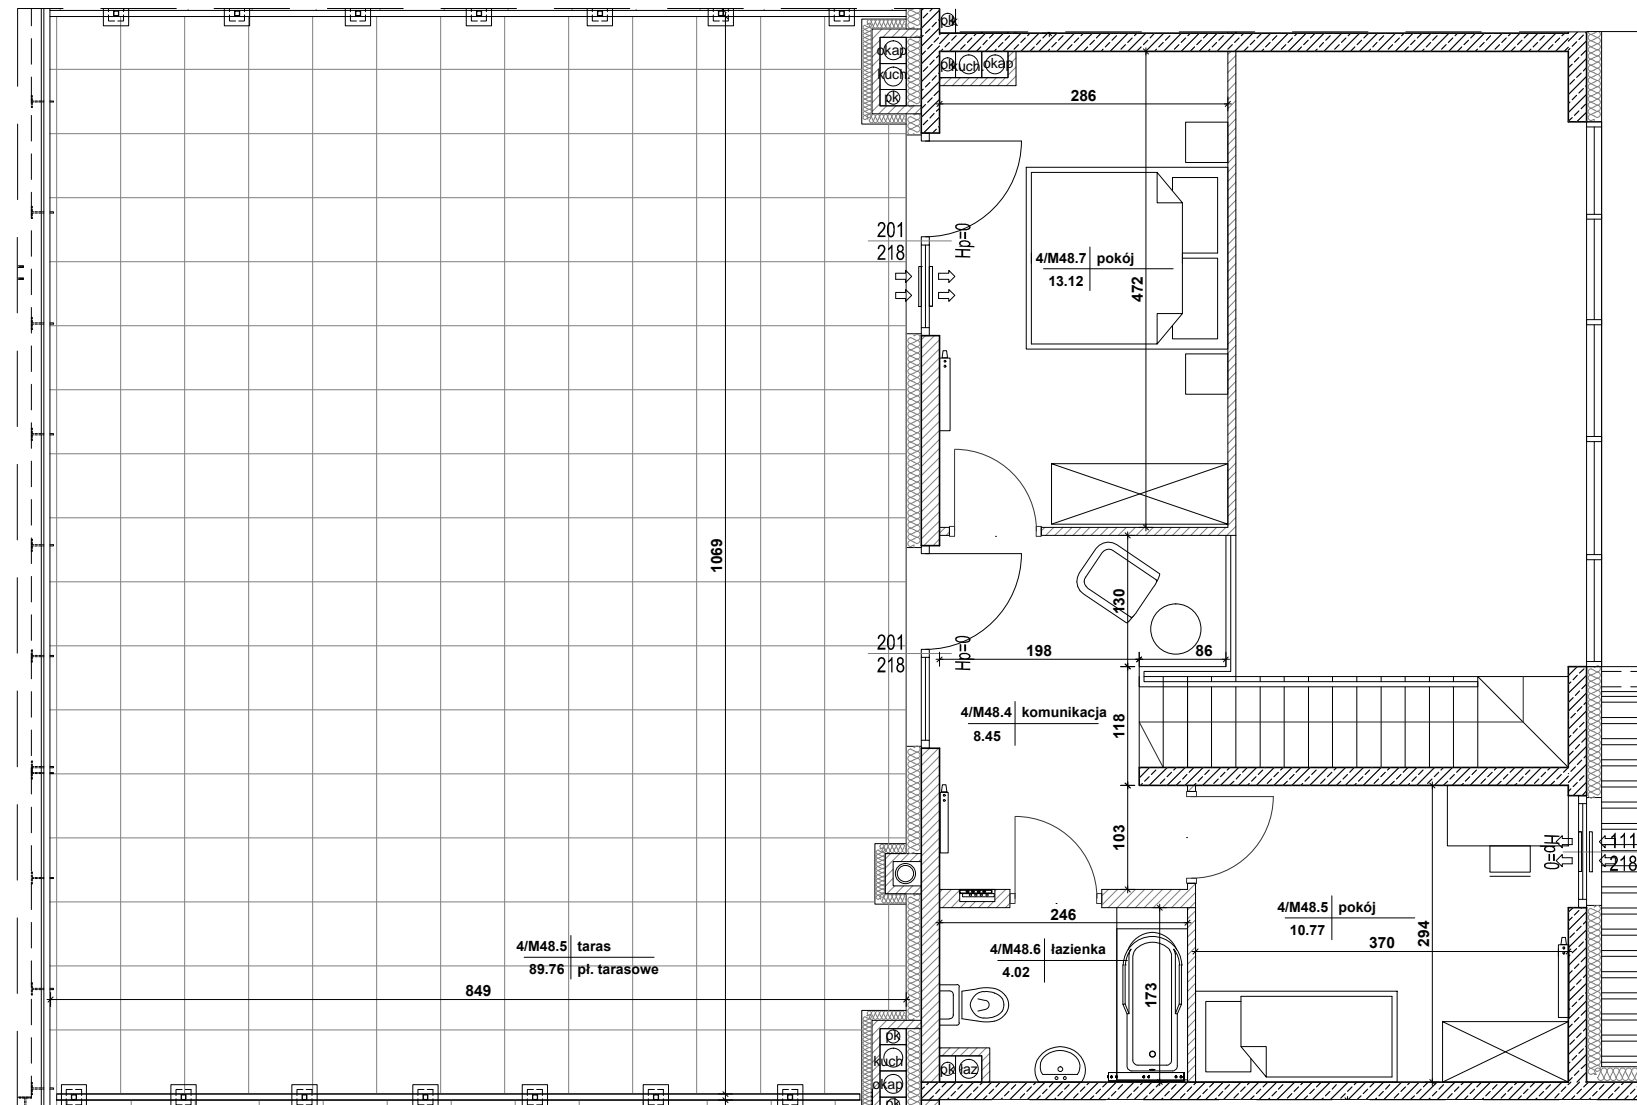 pk
okap
kuch
pk
pk
kuch
okap
286
201
218
Hp=0
4/M48.7 pokój
13.12
472
1069
130
201
218
Hp=0
198
86
4/M48.4 komunikacja
8.45
118
103
Hp=0
111
218
246
4/M48.5 pokój
10.77
370
294
4/M48.5 taras
89.76 pł. tarasowe
849
4/M48.6 łazienka
4.02
173
pk
kuch
okap
pk
pk
łaz